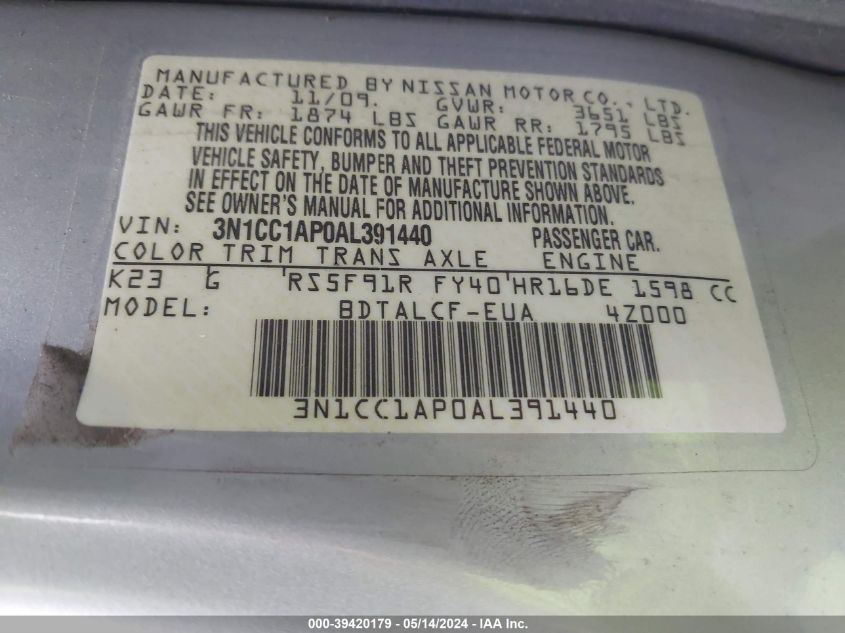 MANUFACTURED BY NISSAN MOTOR CO., LTD.
DATE: 11/09. GVWR: 3651 LBS
GAWR FR: 1874 LBS GAWR RR: 1795 LBS
THIS VEHICLE CONFORMS TO ALL APPLICABLE FEDERAL MOTOR
VEHICLE SAFETY, BUMPER AND THEFT PREVENTION STANDARDS
IN EFFECT ON THE DATE OF MANUFACTURE SHOWN ABOVE.
SEE OWNER'S MANUAL FOR ADDITIONAL INFORMATION.
VIN: 3N1CC1AP0AL391440 PASSENGER CAR.
COLOR TRIM TRANS AXLE ENGINE
K23 G 'RS5F91R FY40'HR16DE 1598 CC
MODEL: BDTALCF-EUA 4Z000
3N1CC1AP0AL391440
000-39420179 - 05/14/2024 - IAA Inc.